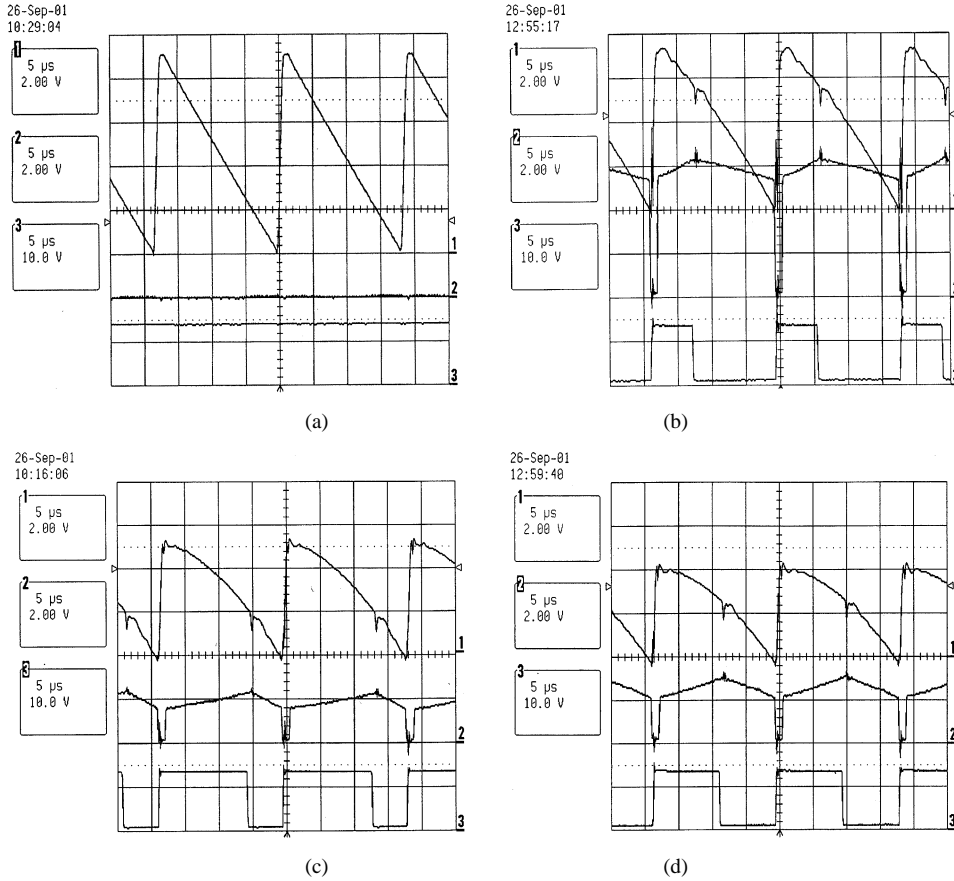 26-Sep-01
10:29:04
1
5 µs
2.00 V
2
5 µs
2.00 V
3
5 µs
10.0 V
1
2
3
(a)
26-Sep-01
12:55:17
1
5 µs
2.00 V
2
5 µs
2.00 V
3
5 µs
10.0 V
(b)
26-Sep-01
10:16:06
1
5 µs
2.00 V
2
5 µs
2.00 V
3
5 µs
10.0 V
1
2
3
(c)
26-Sep-01
12:59:40
1
5 µs
2.00 V
2
5 µs
2.00 V
3
5 µs
10.0 V
1
2
3
(d)